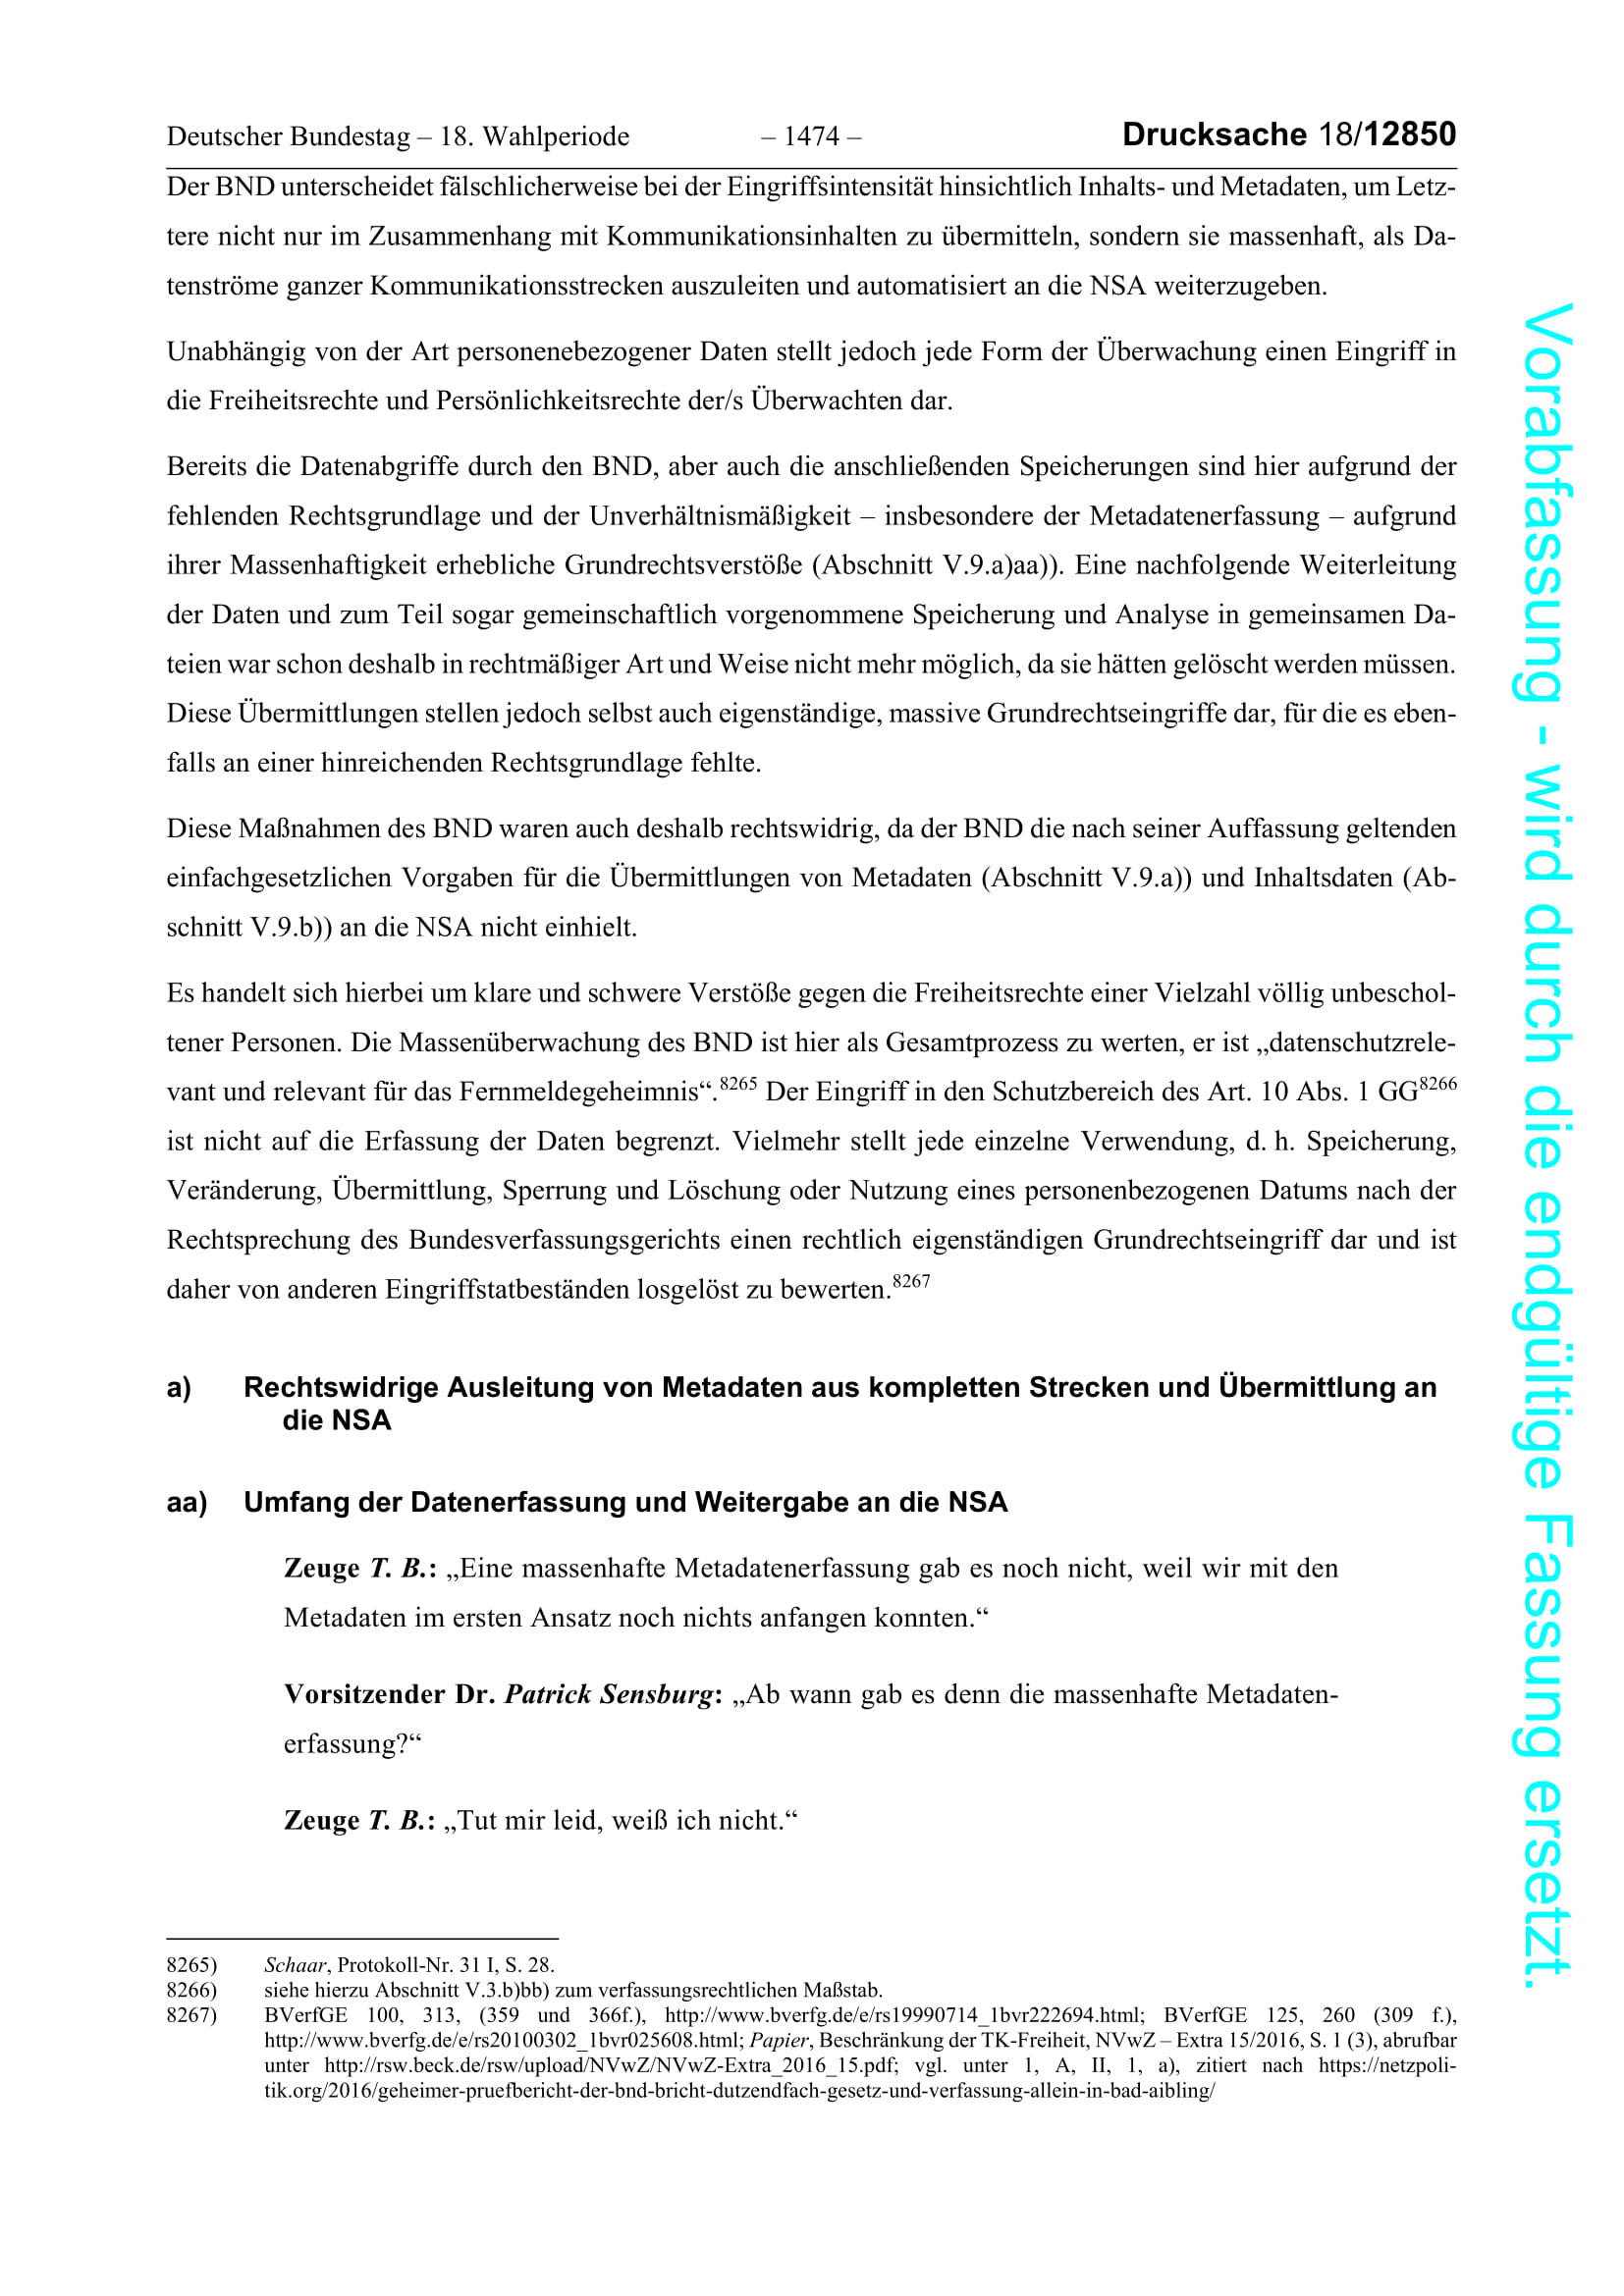 Deutscher Bundestag – 18. Wahlperiode – 1474 – Drucksache 18/12850
Der BND unterscheidet fälschlicherweise bei der Eingriffsintensität hinsichtlich Inhalts- und Metadaten, um Letz-
tere nicht nur im Zusammenhang mit Kommunikationsinhalten zu übermitteln, sondern sie massenhaft, als Da-
tenströme ganzer Kommunikationsstrecken auszuleiten und automatisiert an die NSA weiterzugeben.
Unabhängig von der Art personenebezogener Daten stellt jedoch jede Form der Überwachung einen Eingriff in
die Freiheitsrechte und Persönlichkeitsrechte der/s Überwachten dar.
Bereits die Datenabgriffe durch den BND, aber auch die anschließenden Speicherungen sind hier aufgrund der
fehlenden Rechtsgrundlage und der Unverhältnismäßigkeit – insbesondere der Metadatenerfassung – aufgrund
ihrer Massenhaftigkeit erhebliche Grundrechtsverstöße (Abschnitt V.9.a)aa)). Eine nachfolgende Weiterleitung
der Daten und zum Teil sogar gemeinschaftlich vorgenommene Speicherung und Analyse in gemeinsamen Da-
teien war schon deshalb in rechtmäßiger Art und Weise nicht mehr möglich, da sie hätten gelöscht werden müssen.
Diese Übermittlungen stellen jedoch selbst auch eigenständige, massive Grundrechtseingriffe dar, für die es eben-
falls an einer hinreichenden Rechtsgrundlage fehlte.
Diese Maßnahmen des BND waren auch deshalb rechtswidrig, da der BND die nach seiner Auffassung geltenden
einfachgesetzlichen Vorgaben für die Übermittlungen von Metadaten (Abschnitt V.9.a)) und Inhaltsdaten (Ab-
schnitt V.9.b)) an die NSA nicht einhielt.
Es handelt sich hierbei um klare und schwere Verstöße gegen die Freiheitsrechte einer Vielzahl völlig unbeschol-
tener Personen. Die Massenüberwachung des BND ist hier als Gesamtprozess zu werten, er ist „datenschutzrele-
vant und relevant für das Fernmeldegeheimnis“.8265 Der Eingriff in den Schutzbereich des Art. 10 Abs. 1 GG8266
ist nicht auf die Erfassung der Daten begrenzt. Vielmehr stellt jede einzelne Verwendung, d. h. Speicherung,
Veränderung, Übermittlung, Sperrung und Löschung oder Nutzung eines personenbezogenen Datums nach der
Rechtsprechung des Bundesverfassungsgerichts einen rechtlich eigenständigen Grundrechtseingriff dar und ist
daher von anderen Eingriffstatbeständen losgelöst zu bewerten.8267
a) Rechtswidrige Ausleitung von Metadaten aus kompletten Strecken und Übermittlung an
die NSA
aa) Umfang der Datenerfassung und Weitergabe an die NSA
Zeuge T. B.: „Eine massenhafte Metadatenerfassung gab es noch nicht, weil wir mit den
Metadaten im ersten Ansatz noch nichts anfangen konnten.“
Vorsitzender Dr. Patrick Sensburg: „Ab wann gab es denn die massenhafte Metadaten-
erfassung?“
Zeuge T. B.: „Tut mir leid, weiß ich nicht.“
8265) Schaar, Protokoll-Nr. 31 I, S. 28.
8266) siehe hierzu Abschnitt V.3.b)bb) zum verfassungsrechtlichen Maßstab.
8267) BVerfGE 100, 313, (359 und 366f.), http://www.bverfg.de/e/rs19990714_1bvr222694.html; BVerfGE 125, 260 (309 f.),
http://www.bverfg.de/e/rs20100302_1bvr025608.html; Papier, Beschränkung der TK-Freiheit, NVwZ – Extra 15/2016, S. 1 (3), abrufbar
unter http://rsw.beck.de/rsw/upload/NVwZ/NVwZ-Extra_2016_15.pdf; vgl. unter 1, A, II, 1, a), zitiert nach https://netzpoli-
tik.org/2016/geheimer-pruefbericht-der-bnd-bricht-dutzendfach-gesetz-und-verfassung-allein-in-bad-aibling/
Vorabfassung - wird durch die endgültige Fassung ersetzt.